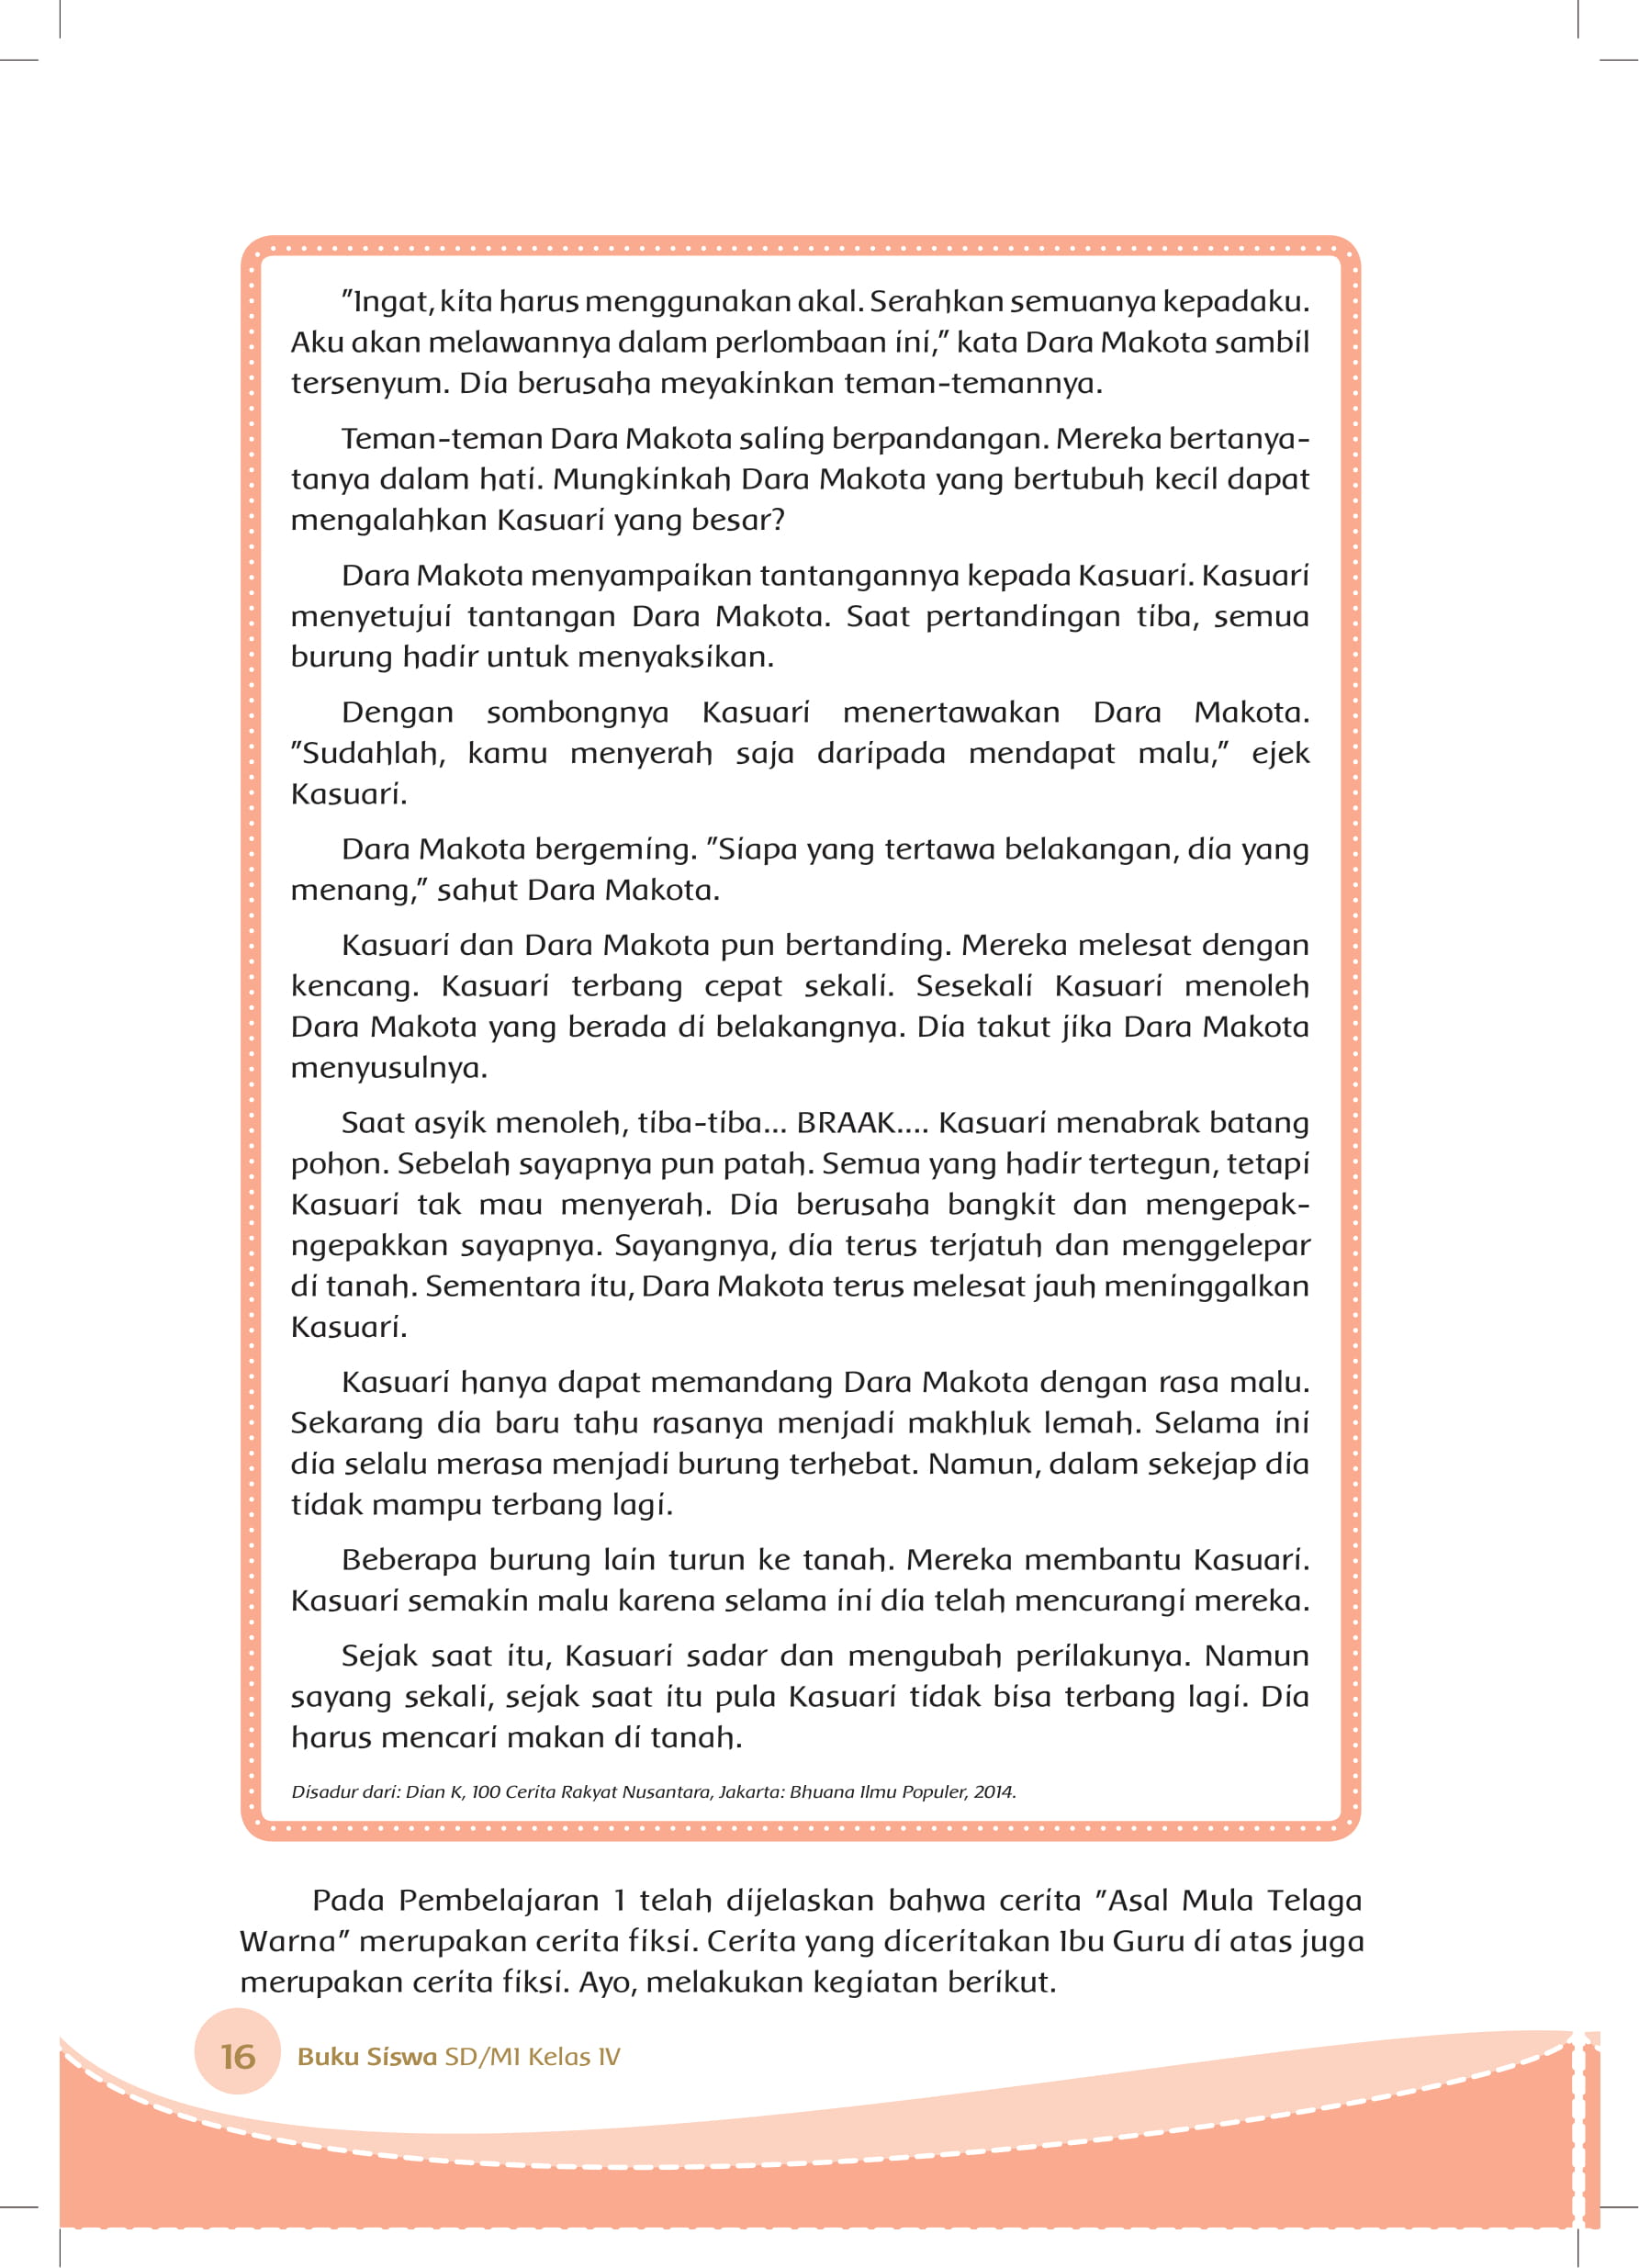 "Ingat, kita harus menggunakan akal. Serahkan semuanya kepadaku.
Aku akan melawannya dalam perlombaan ini," kata Dara Makota sambil
tersenyum. Dia berusaha meyakinkan teman-temannya.
Teman-teman Dara Makota saling berpandangan. Mereka bertanya-
tanya dalam hati. Mungkinkah Dara Makota yang bertubuh kecil dapat
mengalahkan Kasuari yang besar?
Dara Makota menyampaikan tantangannya kepada Kasuari. Kasuari
menyetujui tantangan Dara Makota. Saat pertandingan tiba, semua
burung hadir untuk menyaksikan.
Dengan sombongnya Kasuari menertawakan Dara Makota.
"Sudahlah, kamu menyerah saja daripada mendapat malu," ejek
Kasuari.
Dara Makota bergeming. "Siapa yang tertawa belakangan, dia yang
menang," sahut Dara Makota.
Kasuari dan Dara Makota pun bertanding. Mereka melesat dengan
kencang. Kasuari terbang cepat sekali. Sesekali Kasuari menoleh
Dara Makota yang berada di belakangnya. Dia takut jika Dara Makota
menyusulnya.
Saat asyik menoleh, tiba-tiba... BRAAK.... Kasuari menabrak batang
pohon. Sebelah sayapnya pun patah. Semua yang hadir tertegun, tetapi
Kasuari tak mau menyerah. Dia berusaha bangkit dan mengepak-
ngepakkan sayapnya. Sayangnya, dia terus terjatuh dan menggelepar
di tanah. Sementara itu, Dara Makota terus melesat jauh meninggalkan
Kasuari.
Kasuari hanya dapat memandang Dara Makota dengan rasa malu.
Sekarang dia baru tahu rasanya menjadi makhluk lemah. Selama ini
dia selalu merasa menjadi burung terhebat. Namun, dalam sekejap dia
tidak mampu terbang lagi.
Beberapa burung lain turun ke tanah. Mereka membantu Kasuari.
Kasuari semakin malu karena selama ini dia telah mencurangi mereka.
Sejak saat itu, Kasuari sadar dan mengubah perilakunya. Namun
sayang sekali, sejak saat itu pula Kasuari tidak bisa terbang lagi. Dia
harus mencari makan di tanah.
Disadur dari: Dian K, 100 Cerita Rakyat Nusantara, Jakarta: Bhuana Ilmu Populer, 2014.
Pada Pembelajaran 1 telah dijelaskan bahwa cerita "Asal Mula Telaga
Warna" merupakan cerita fiksi. Cerita yang diceritakan Ibu Guru di atas juga
merupakan cerita fiksi. Ayo, melakukan kegiatan berikut.
16 Buku Siswa SD/MI Kelas IV